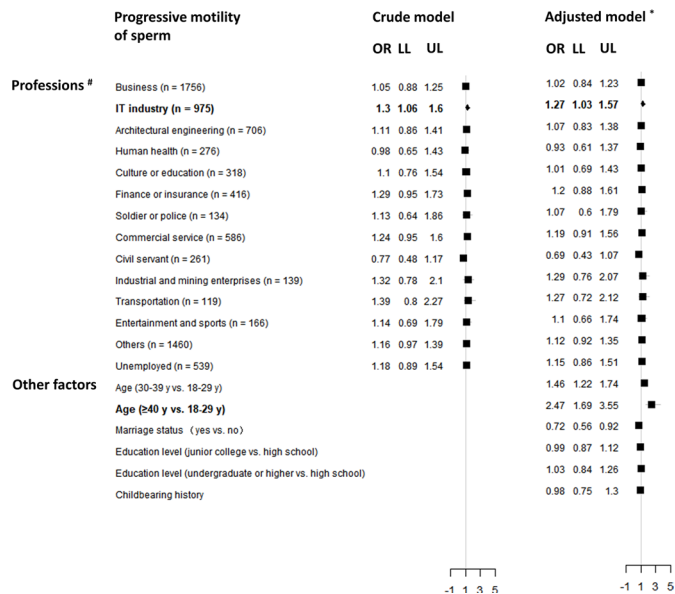 Progressive motility of sperm Crude model Adjusted model *
OR LL UL OR LL UL
Professions #
Business (n = 1756) 1.05 0.88 1.25 1.02 0.84 1.23
IT industry (n = 975) 1.3 1.06 1.6 1.27 1.03 1.57
Architectural engineering (n = 706) 1.11 0.86 1.41 1.07 0.83 1.38
Human health (n = 276) 0.98 0.65 1.43 0.93 0.61 1.37
Culture or education (n = 318) 1.1 0.76 1.54 1.01 0.69 1.43
Finance or insurance (n = 416) 1.29 0.95 1.73 1.2 0.88 1.61
Soldier or police (n = 134) 1.13 0.64 1.86 1.07 0.6 1.79
Commercial service (n = 586) 1.24 0.95 1.6 1.19 0.91 1.56
Civil servant (n = 261) 0.77 0.48 1.17 0.69 0.43 1.07
Industrial and mining enterprises (n = 139) 1.32 0.78 2.1 1.29 0.76 2.07
Transportation (n = 119) 1.39 0.8 2.27 1.27 0.72 2.12
Entertainment and sports (n = 166) 1.14 0.69 1.79 1.1 0.66 1.74
Others (n = 1460) 1.16 0.97 1.39 1.12 0.92 1.35
Unemployed (n = 539) 1.18 0.89 1.54 1.15 0.86 1.51
Other factors
Age (30-39 y vs. 18-29 y) 1.46 1.22 1.74
Age (≥40 y vs. 18-29 y) 2.47 1.69 3.55
Marriage status （yes vs. no） 0.72 0.56 0.92
Education level (junior college vs. high school) 0.99 0.87 1.12
Education level (undergraduate or higher vs. high school) 1.03 0.84 1.26
Childbearing history 0.98 0.75 1.3
-1 1 3 5 -1 1 3 5